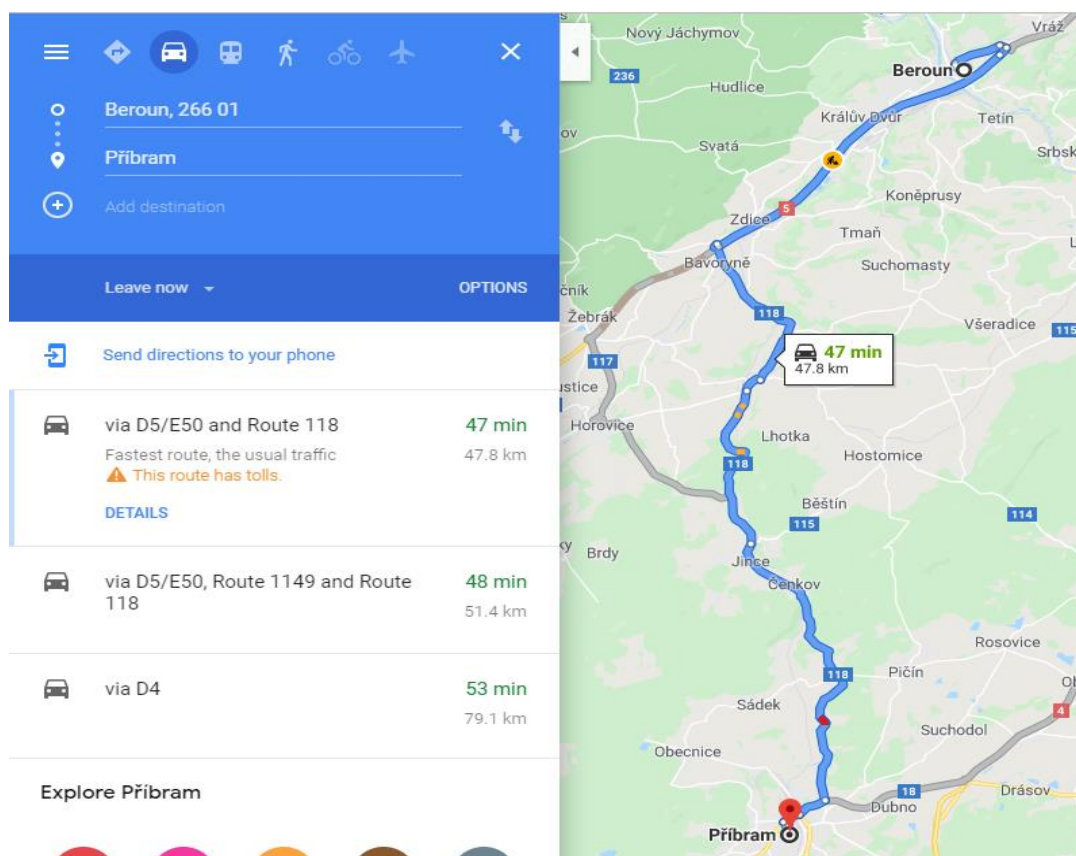 Beroun, 266 01
Příbram
Add destination
Leave now
OPTIONS
Send directions to your phone
via D5/E50 and Route 118
47 min
Fastest route, the usual traffic
47.8 km
This route has tolls.
DETAILS
via D5/E50, Route 1149 and Route
118
48 min
51.4 km
via D4
53 min
79.1 km
Explore Příbram
Nový Jáchymov
Vráž
Beroun
236
Hudlice
Králův Dvůr
Tetín
ov
Svatá
Srbsk
Koněprusy
5
Zdice
Tmaň
Bavoryně
Suchomasty
čník
Žebrák
118
Všeradice
115
47 min
47.8 km
117
ustice
Hořovice
Lhotka
118
Hostomice
Běštín
115
114
ky
Brdy
Jince
Čenkov
Rosovice
118
Pičín
Sádek
4
Suchodol
Obecnice
18
Drásov
Dubno
Příbram